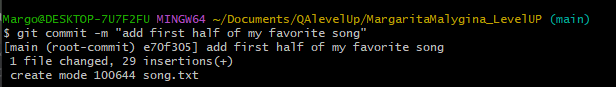 Margo@DESKTOP-7U7F2FU MINGW64 ~/Documents/QAlevelUp/MargaritaMalygina_LevelUP (main)
$ git commit -m "add first half of my favorite song"
[main (root-commit) e70f305] add first half of my favorite song
 1 file changed, 29 insertions(+)
 create mode 100644 song.txt